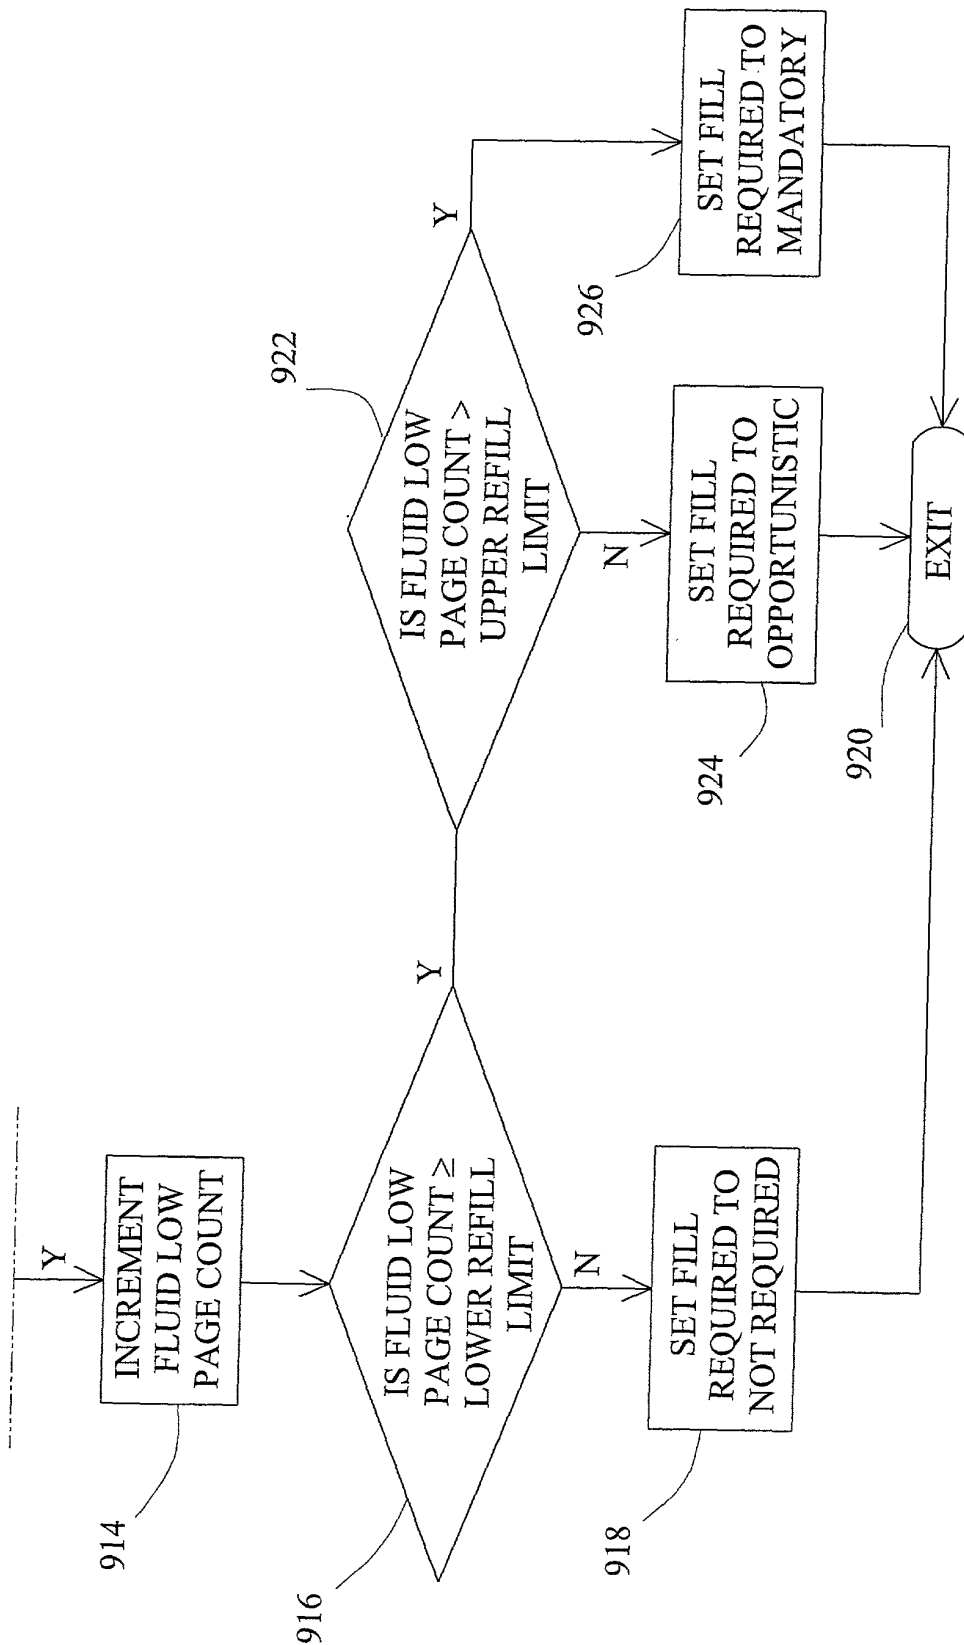 Y
INCREMENT
FLUID LOW
PAGE COUNT
914
IS FLUID LOW
PAGE COUNT ≥
LOWER REFILL
LIMIT
916
Y
N
SET FILL
REQUIRED TO
NOT REQUIRED
918
IS FLUID LOW
PAGE COUNT >
UPPER REFILL
LIMIT
922
Y
N
SET FILL
REQUIRED TO
OPPORTUNISTIC
924
SET FILL
REQUIRED TO
MANDATORY
926
EXIT
920